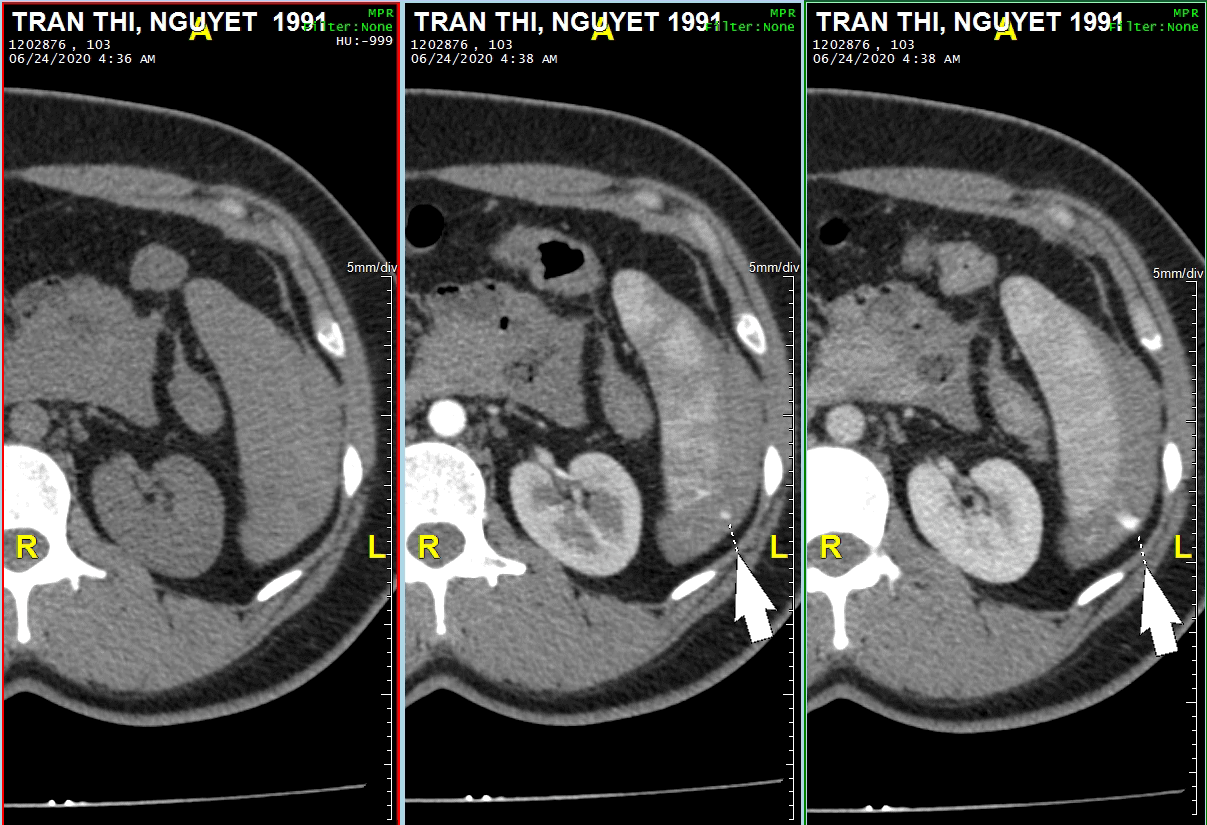 TRAN THI, NGUYET 1991
MPR
A
Filter:None
HU:-999
1202876 , 103
06/24/2020 4:36 AM
5mm/div
R
L
TRAN THI, NGUYET 1991
MPR
A
Filter:None
1202876 , 103
06/24/2020 4:38 AM
5mm/div
R
L
TRAN THI, NGUYET 1991
MPR
A
Filter:None
1202876 , 103
06/24/2020 4:38 AM
5mm/div
R
L